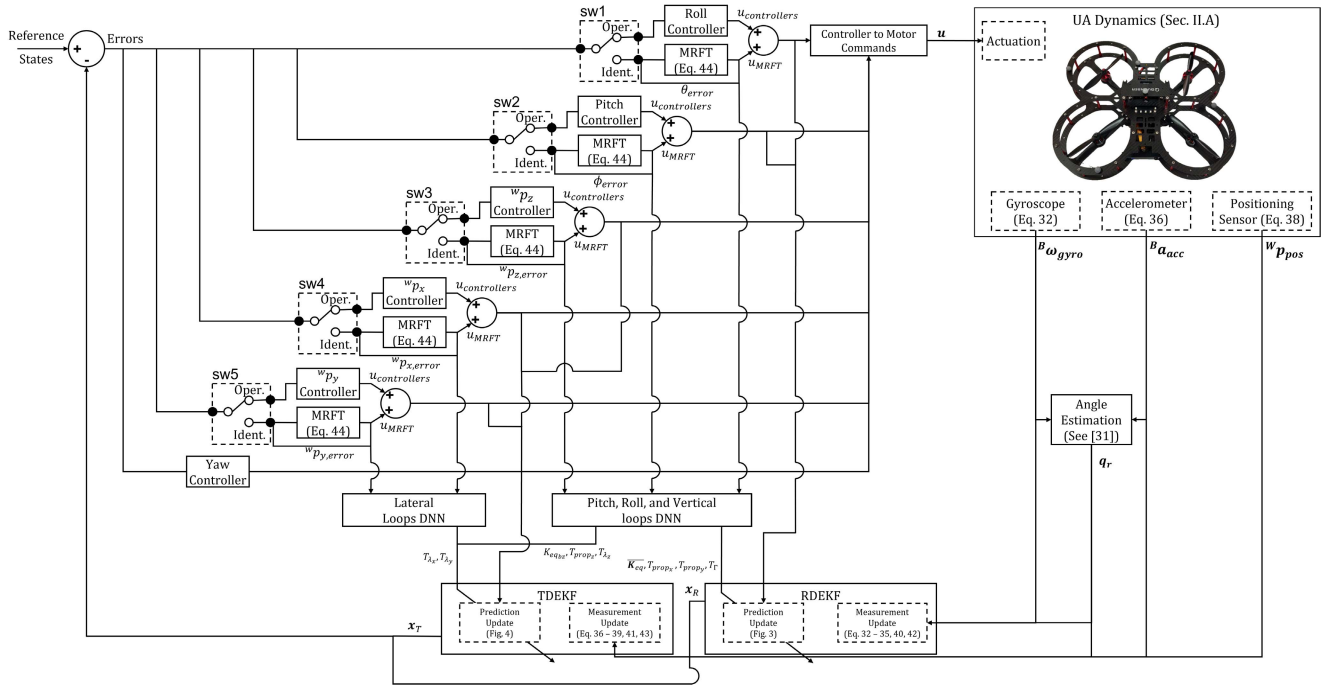 Reference
States
+
-
Errors
sw1
Oper.
Ident.
Roll
Controller
MRFT
(Eq. 44)
u_controllers
+
+
u_MRFT
θ_error
Controller to Motor
Commands
u
UA Dynamics (Sec. II.A)
Actuation
sw2
Oper.
Ident.
Pitch
Controller
MRFT
(Eq. 44)
u_controllers
+
+
u_MRFT
ϕ_error
sw3
Oper.
Ident.
^w p_z
Controller
MRFT
(Eq. 44)
u_controllers
+
+
u_MRFT
^w p_z,error
Gyroscope
(Eq. 32)
Accelerometer
(Eq. 36)
Positioning
Sensor (Eq. 38)
^B ω_gyro
^B a_acc
^W p_pos
sw4
Oper.
Ident.
^w p_x
Controller
MRFT
(Eq. 44)
u_controllers
+
+
u_MRFT
^w p_x,error
sw5
Oper.
Ident.
^w p_y
Controller
MRFT
(Eq. 44)
u_controllers
+
+
u_MRFT
^w p_y,error
Angle
Estimation
(See [31])
q_r
Yaw
Controller
Lateral
Loops DNN
Pitch, Roll, and Vertical
loops DNN
T_λx, T_λy
K_eqbz, T_propz, T_λz
K̅_eq, T_propx, T_propy, T_Γ
x_T
TDEKF
Prediction
Update
(Fig. 4)
Measurement
Update
(Eq. 36 – 39, 41, 43)
x_R
RDEKF
Prediction
Update
(Fig. 3)
Measurement
Update
(Eq. 32 – 35, 40, 42)